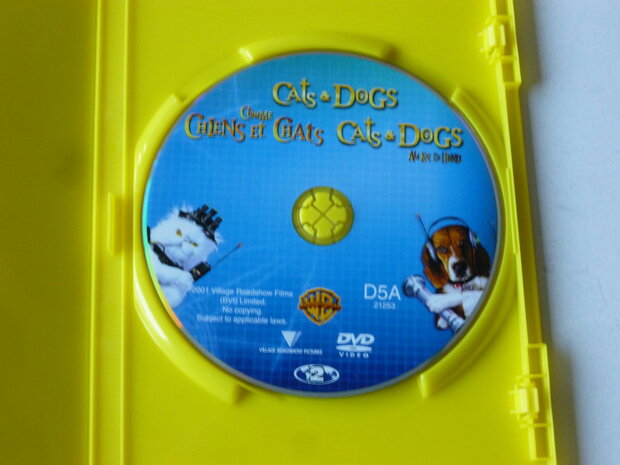 CATS & DOGS
COMME
CHIENS ET CHATS
CATS & DOGS
ALS KAT EN HOND
©2001 Village Roadshow Films
(BVI) Limited.
No copying.
Subject to applicable laws.
VILLAGE ROADSHOW PICTURES
WB
D5A
21253
DVD
VIDEO
2